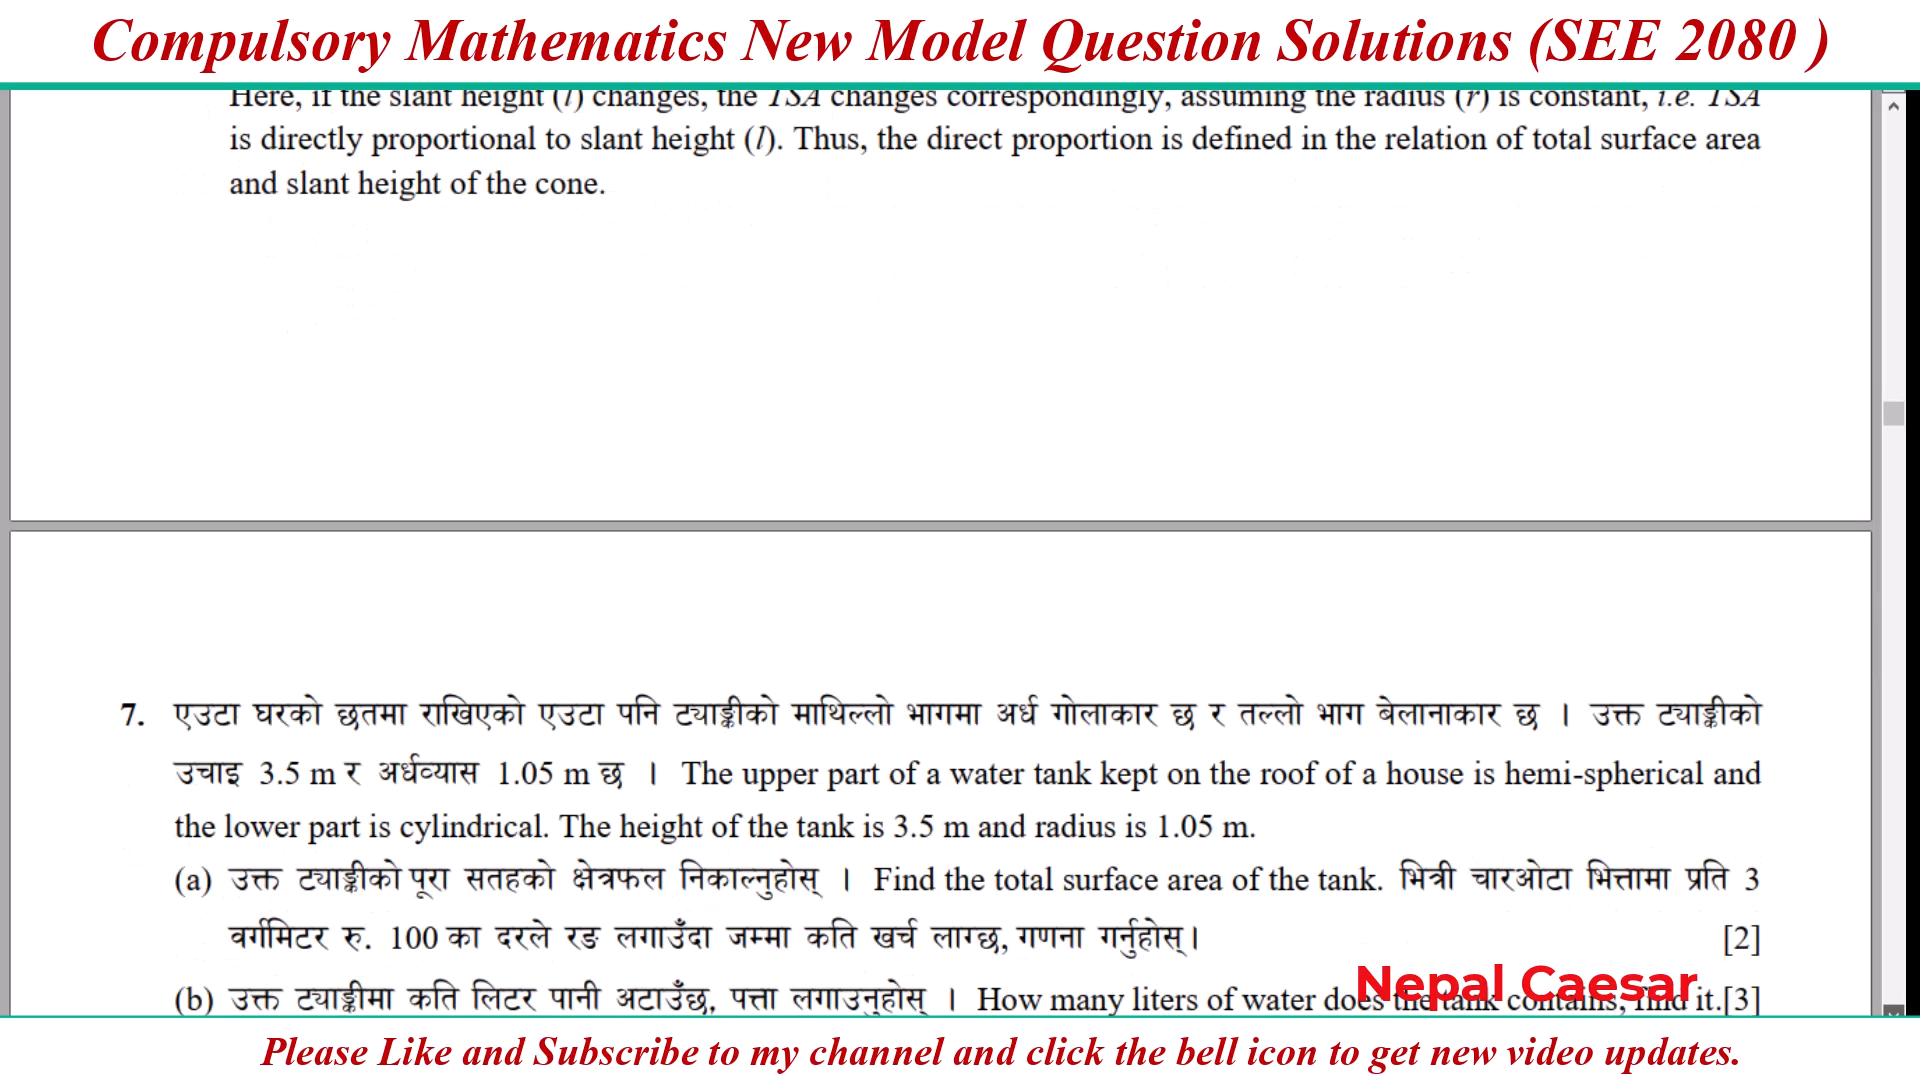 Compulsory Mathematics New Model Question Solutions (SEE 2080 )
Here, if the slant height (l) changes, the TSA changes correspondingly, assuming the radius (r) is constant, i.e. TSA
is directly proportional to slant height (l). Thus, the direct proportion is defined in the relation of total surface area
and slant height of the cone.
7. एउटा घरको छतमा राखिएको एउटा पनि ट्याङ्कीको माथिल्लो भागमा अर्ध गोलाकार छ र तल्लो भाग बेलानाकार छ । उक्त ट्याङ्कीको
उचाइ 3.5 m र अर्धव्यास 1.05 m छ । The upper part of a water tank kept on the roof of a house is hemi-spherical and
the lower part is cylindrical. The height of the tank is 3.5 m and radius is 1.05 m.
(a) उक्त ट्याङ्कीको पूरा सतहको क्षेत्रफल निकाल्नुहोस् । Find the total surface area of the tank. भित्री चारओटा भित्तामा प्रति 3
वर्गमिटर रु. 100 का दरले रङ लगाउँदा जम्मा कति खर्च लाग्छ, गणना गर्नुहोस्। [2]
(b) उक्त ट्याङ्कीमा कति लिटर पानी अटाउँछ, पत्ता लगाउनुहोस् । How many liters of water does the tank contains, find it.[3]
Nepal Caesar
Please Like and Subscribe to my channel and click the bell icon to get new video updates.